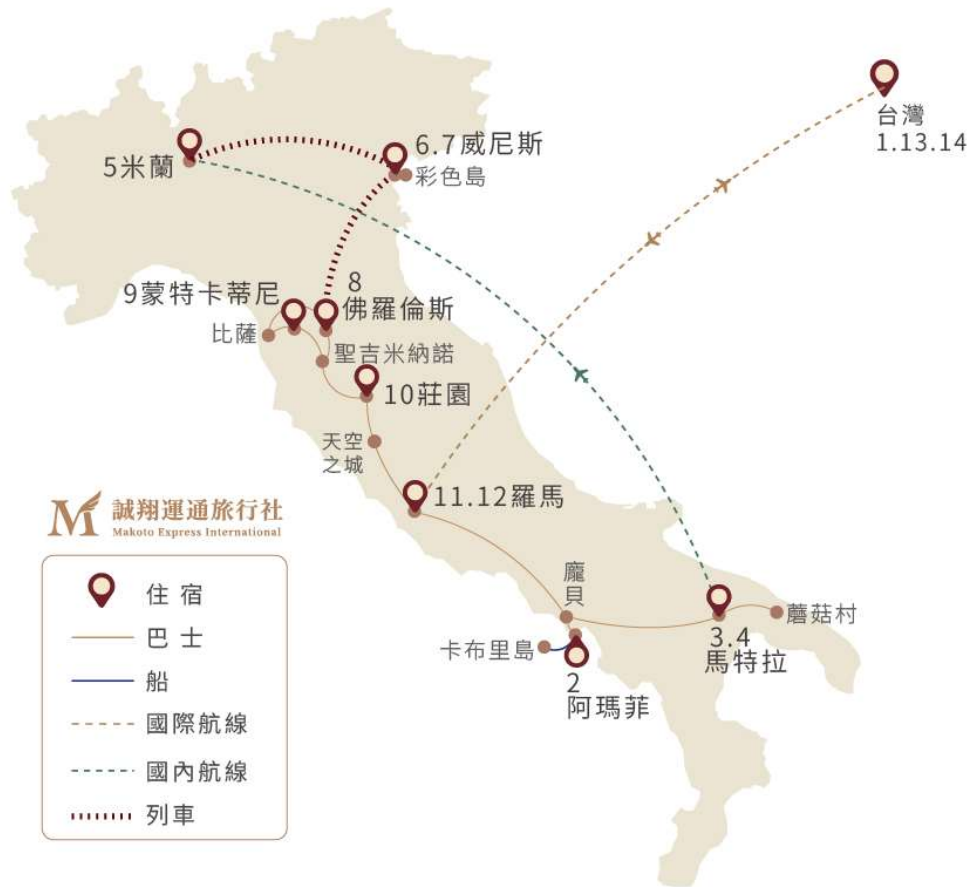 台灣
1.13.14
6.7威尼斯
彩色島
5米蘭
8
佛羅倫斯
9蒙特卡蒂尼
比薩
聖吉米納諾
10莊園
天空
之城
11.12羅馬
龐
貝
蘑菇村
3.4
馬特拉
卡布里島
2
阿瑪菲
誠翔運通旅行社
Makoto Express International
住宿
巴士
船
國際航線
國內航線
列車